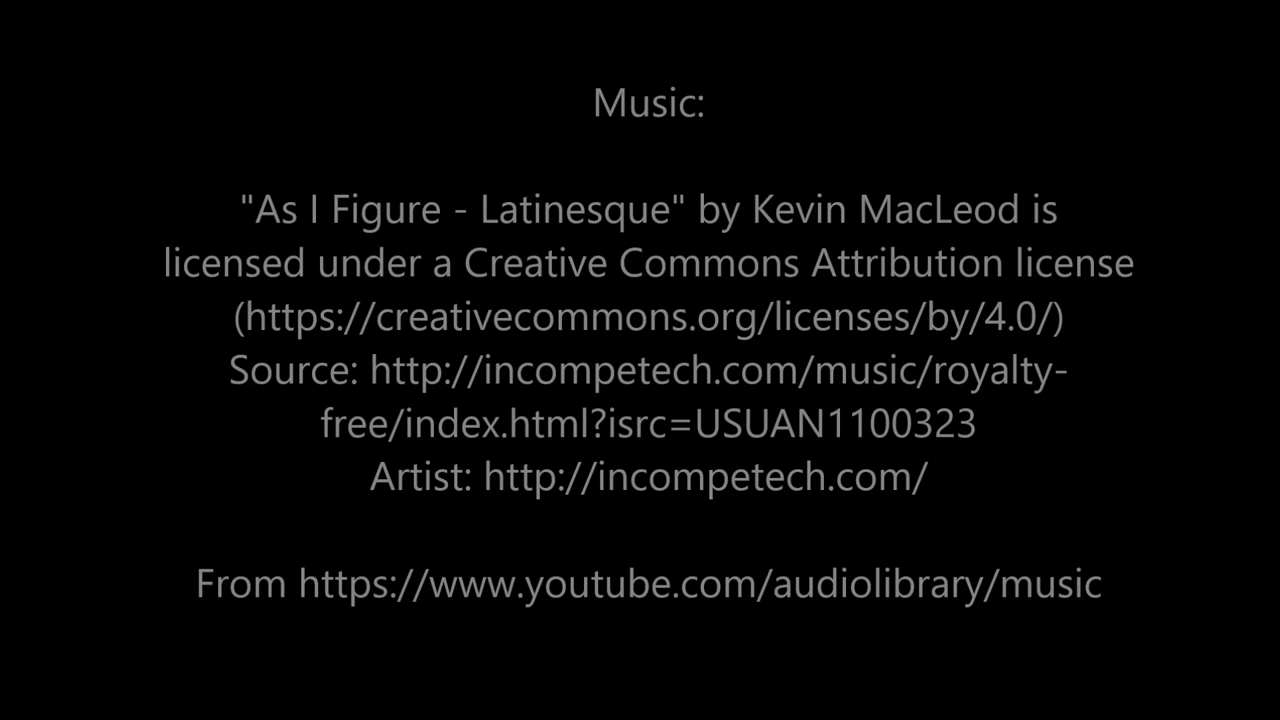 Music:
"As I Figure - Latinesque" by Kevin MacLeod is
licensed under a Creative Commons Attribution license
(https://creativecommons.org/licenses/by/4.0/)
Source: http://incompetech.com/music/royalty-
free/index.html?isrc=USUAN1100323
Artist: http://incompetech.com/
From https://www.youtube.com/audiolibrary/music